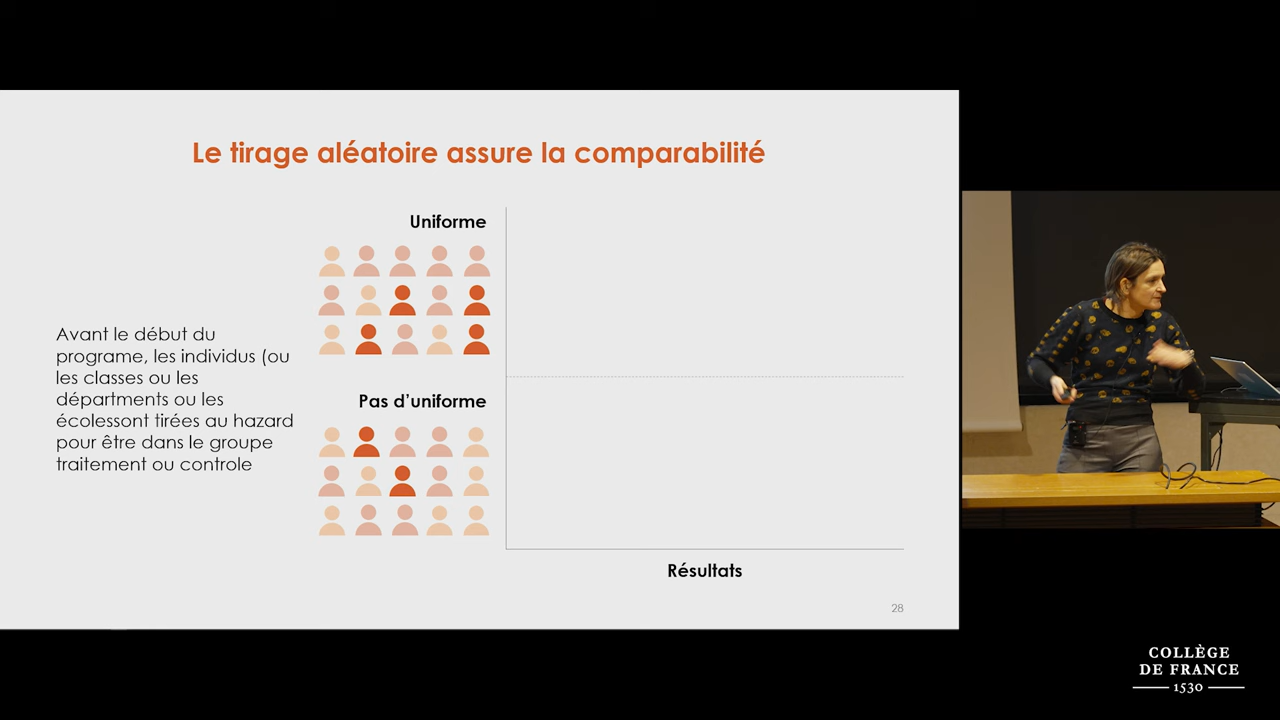 Le tirage aléatoire assure la comparabilité
Uniforme
Avant le début du
programe, les individus (ou
les classes ou les
départments ou les
écolessont tirées au hazard
pour être dans le groupe
traitement ou controle
Pas d’uniforme
Résultats
28
COLLÈGE
DE FRANCE
1530